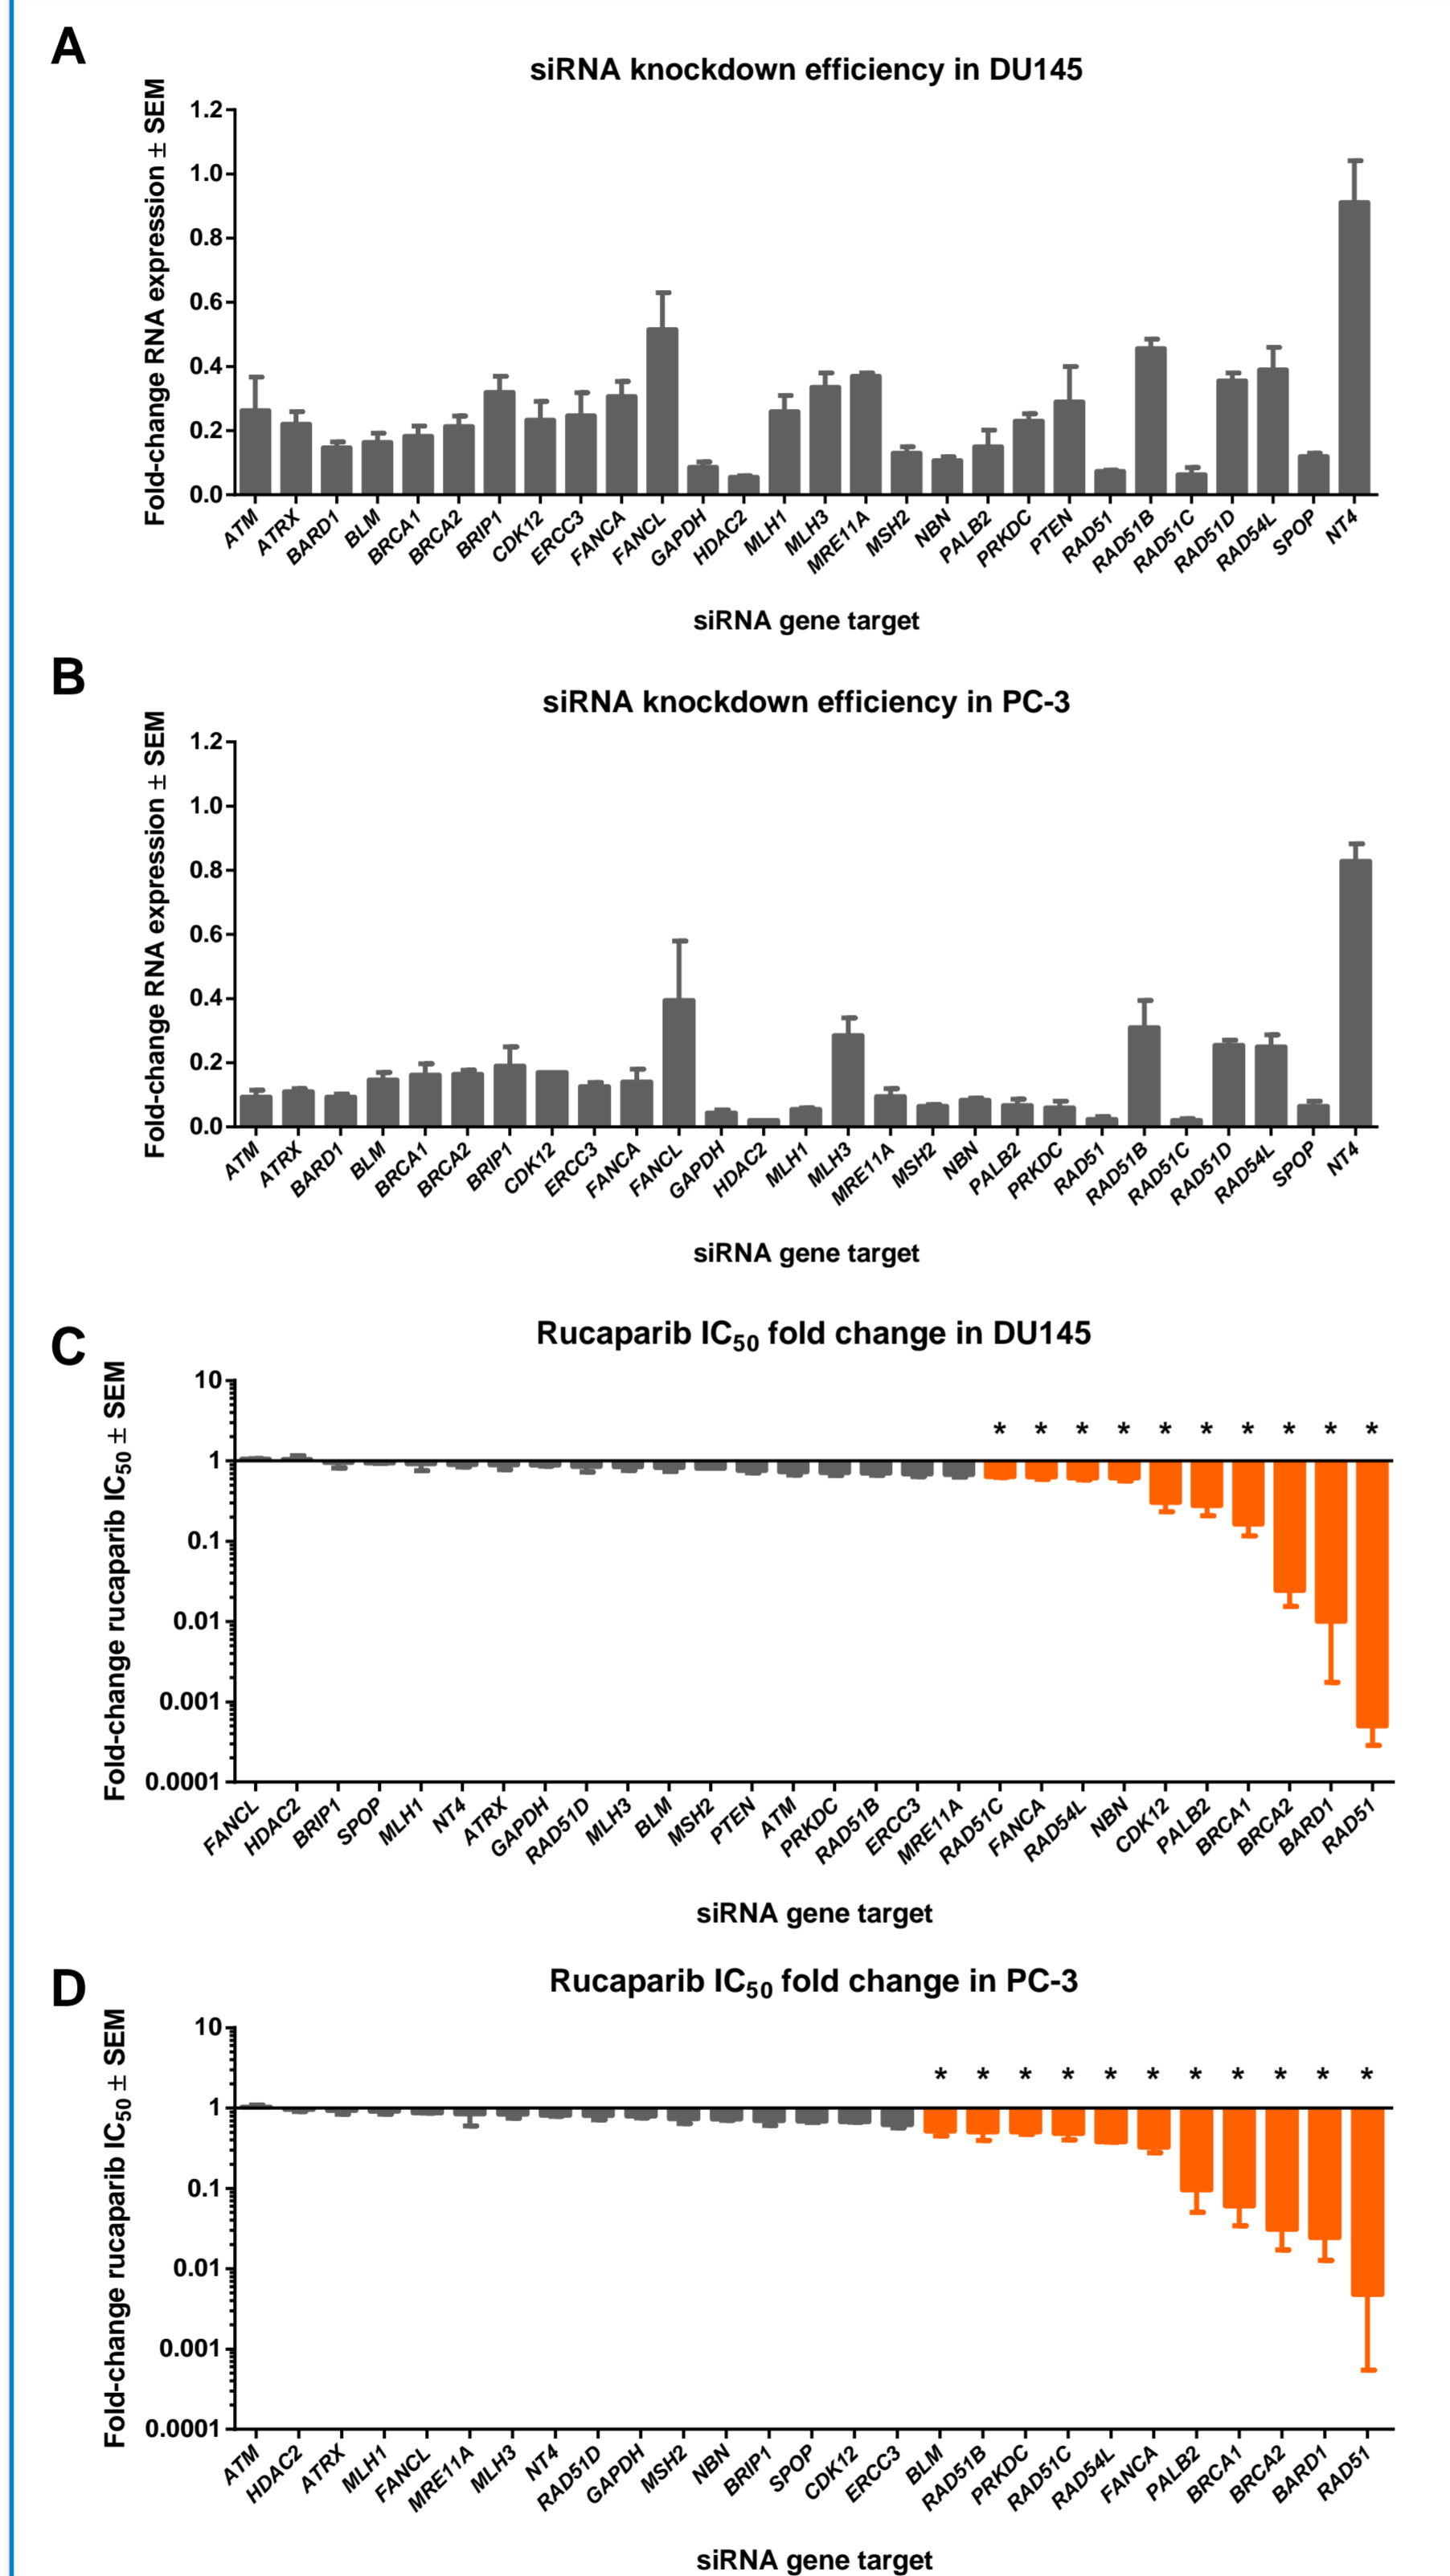 A
siRNA knockdown efficiency in DU145
Fold-change RNA expression ± SEM
1.2
1.0
0.8
0.6
0.4
0.2
0.0
ATM ATRX BARD1 BLM BRCA1 BRCA2 BRIP1 CDK12 ERCC3 FANCA FANCL GAPDH HDAC2 MLH1 MLH3 MRE11A MSH2 NBN PALB2 PRKDC PTEN RAD51 RAD51B RAD51C RAD51D RAD54L SPOP NT4
siRNA gene target
B
siRNA knockdown efficiency in PC-3
Fold-change RNA expression ± SEM
1.2
1.0
0.8
0.6
0.4
0.2
0.0
ATM ATRX BARD1 BLM BRCA1 BRCA2 BRIP1 CDK12 ERCC3 FANCA FANCL GAPDH HDAC2 MLH1 MLH3 MRE11A MSH2 NBN PALB2 PRKDC RAD51 RAD51B RAD51C RAD51D RAD54L SPOP NT4
siRNA gene target
C
Rucaparib IC50 fold change in DU145
Fold-change rucaparib IC50 ± SEM
10
* * * * * * * * * *
1
0.1
0.01
0.001
0.0001
FANCL HDAC2 BRIP1 SPOP MLH1 NT4 ATRX GAPDH RAD51D MLH3 BLM MSH2 PTEN ATM PRKDC RAD51B ERCC3 MRE11A RAD51C FANCA RAD54L NBN CDK12 PALB2 BRCA1 BRCA2 BARD1 RAD51
siRNA gene target
D
Rucaparib IC50 fold change in PC-3
Fold-change rucaparib IC50 ± SEM
10
* * * * * * * * * * *
1
0.1
0.01
0.001
0.0001
ATM HDAC2 ATRX MLH1 FANCL MRE11A MLH3 NT4 RAD51D GAPDH MSH2 NBN BRIP1 SPOP CDK12 ERCC3 BLM RAD51B PRKDC RAD51C RAD54L FANCA PALB2 BRCA1 BRCA2 BARD1 RAD51
siRNA gene target